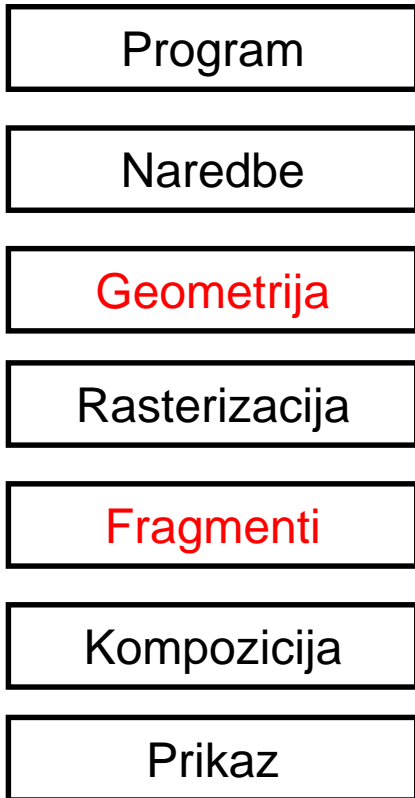 Program
Naredbe
Geometrija
Rasterizacija
Fragmenti
Kompozicija
Prikaz